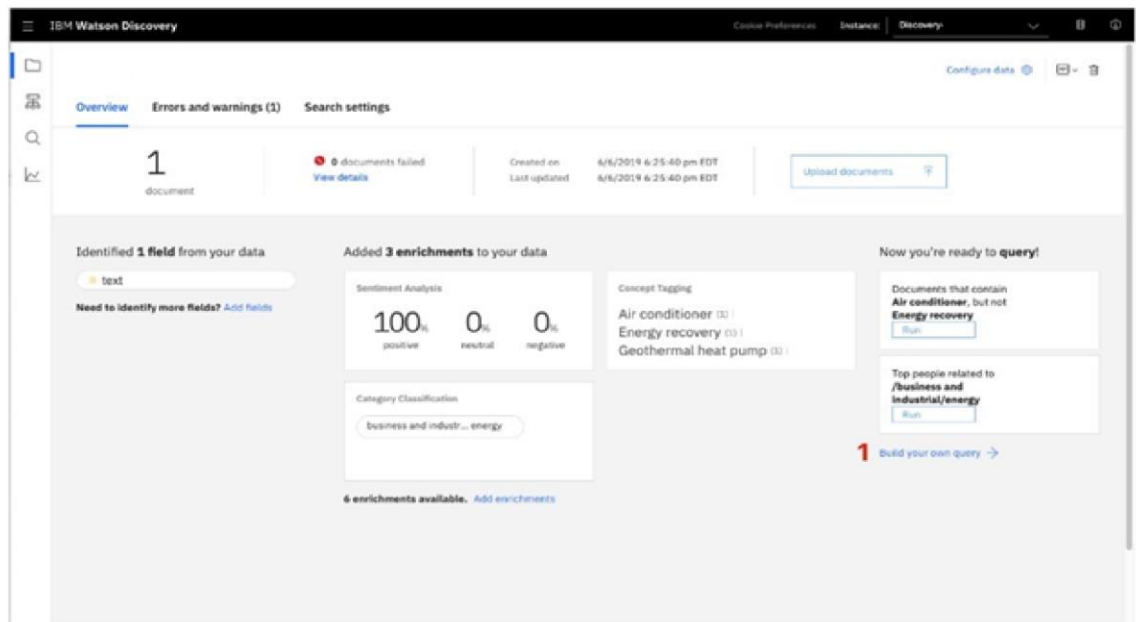 IBM Watson Discovery
Cookie Preferences
Instance:
Discovery-
Configure data
Overview
Errors and warnings (1)
Search settings
1
document
0 documents failed
View details
Created on 6/6/2019 6:25:40 pm EDT
Last updated 6/6/2019 6:25:40 pm EDT
Upload documents
Identified 1 field from your data
text
Need to identify more fields? Add fields
Added 3 enrichments to your data
Sentiment Analysis
100% 0% 0%
positive neutral negative
Concept Tagging
Air conditioner (1)
Energy recovery (1)
Geothermal heat pump (1)
Category Classification
business and industr... energy
6 enrichments available. Add enrichments
Now you're ready to query!
Documents that contain
Air conditioner, but not
Energy recovery
Run
Top people related to
/business and
industrial/energy
Run
1 Build your own query